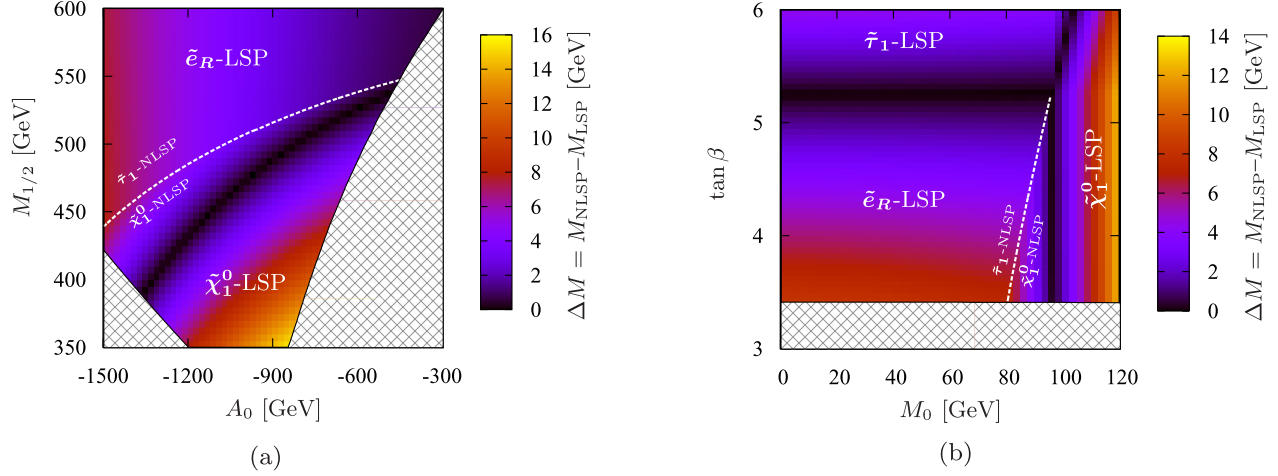 600
550
500
450
400
350
M1/2 [GeV]
-1500 -1200 -900 -600 -300
A0 [GeV]
ẽR-LSP
τ̃1-NLSP
χ̃01-NLSP
χ̃01-LSP
16
14
12
10
8
6
4
2
0
ΔM = MNLSP−MLSP [GeV]
(a)
6
5
4
3
tan β
0 20 40 60 80 100 120
M0 [GeV]
τ̃1-LSP
ẽR-LSP
τ̃1-NLSP
χ̃01-NLSP
χ̃01-LSP
14
12
10
8
6
4
2
0
ΔM = MNLSP−MLSP [GeV]
(b)